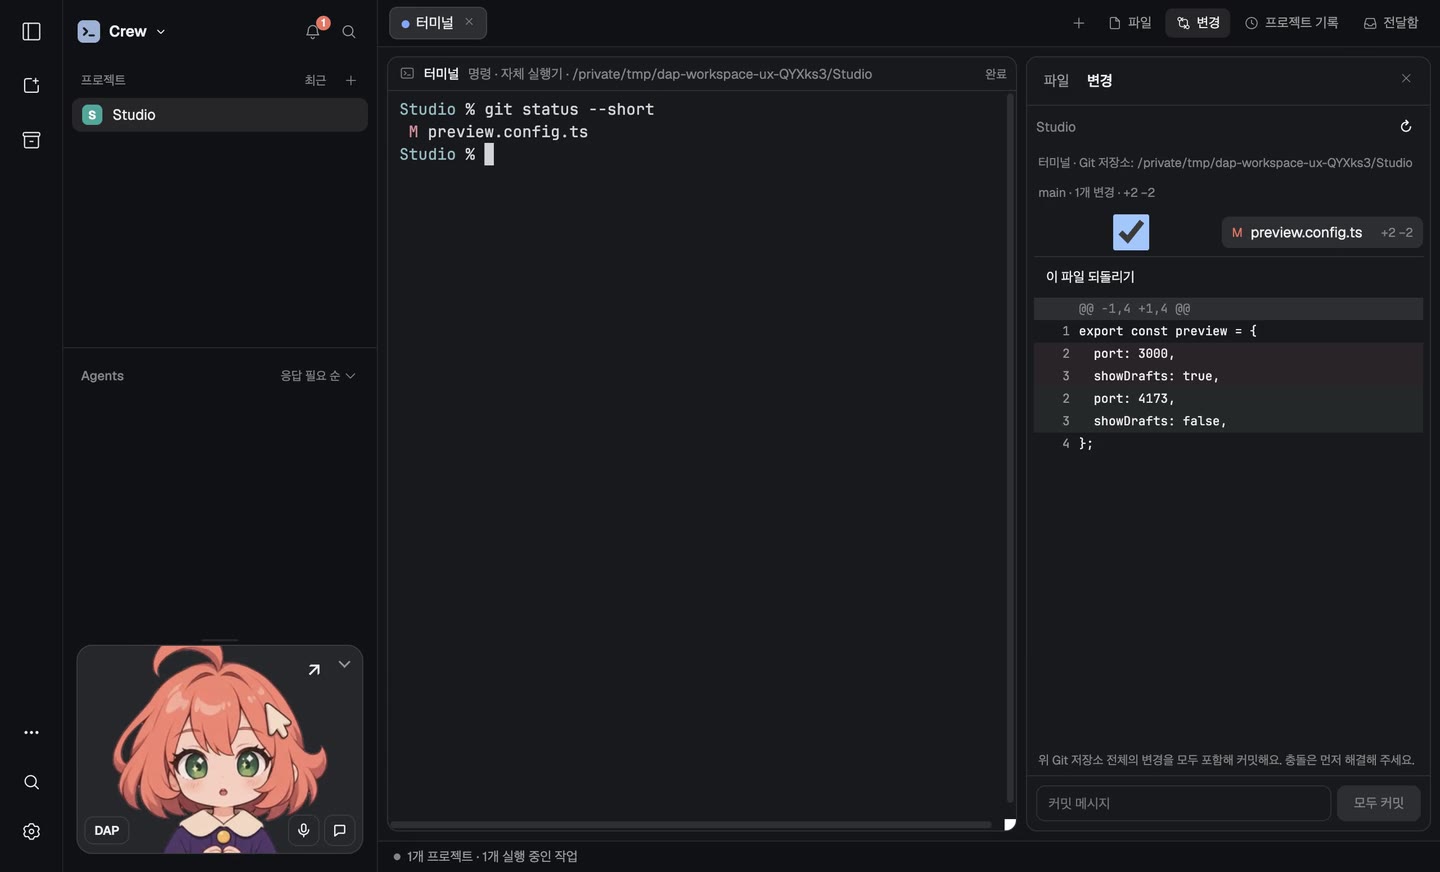 Crew
1
프로젝트
최근
S Studio
Agents
응답 필요 순
DAP
터미널
파일
변경
프로젝트 기록
전달함
터미널 명령 · 자체 실행기 · /private/tmp/dap-workspace-ux-QYXks3/Studio
완료
Studio % git status --short
M preview.config.ts
Studio %
파일 변경
Studio
터미널 · Git 저장소: /private/tmp/dap-workspace-ux-QYXks3/Studio
main · 1개 변경 · +2 −2
M preview.config.ts +2 −2
이 파일 되돌리기
@@ -1,4 +1,4 @@
1 export const preview = {
2 port: 3000,
3 showDrafts: true,
2 port: 4173,
3 showDrafts: false,
4 };
위 Git 저장소 전체의 변경을 모두 포함해 커밋해요. 충돌은 먼저 해결해 주세요.
커밋 메시지
모두 커밋
1개 프로젝트 · 1개 실행 중인 작업